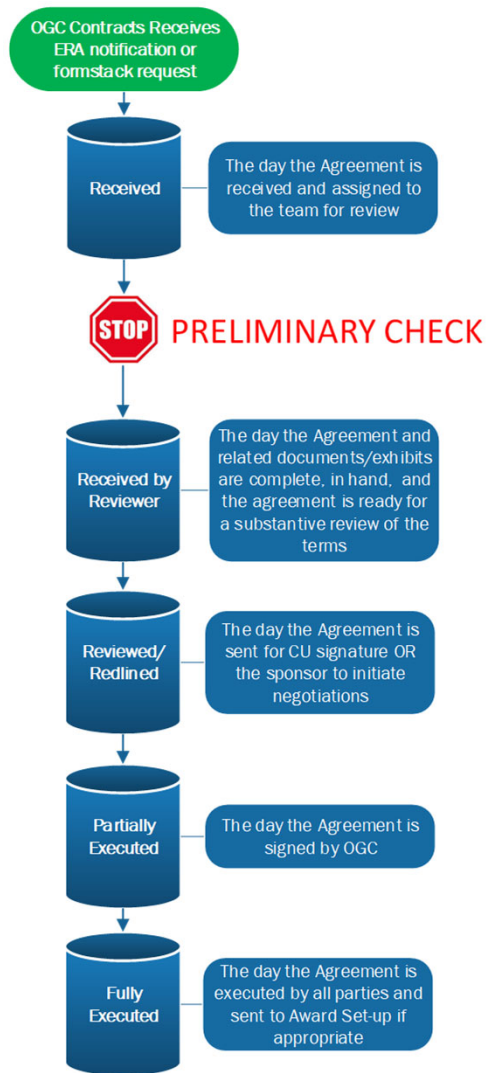 OGC Contracts Receives
ERA notification or
formstack request
Received
The day the Agreement is
received and assigned to
the team for review
STOP
PRELIMINARY CHECK
Received by
Reviewer
The day the Agreement and
related documents/exhibits
are complete, in hand, and
the agreement is ready for
a substantive review of the
terms
Reviewed/
Redlined
The day the Agreement is
sent for CU signature OR
the sponsor to initiate
negotiations
Partially
Executed
The day the Agreement is
signed by OGC
Fully
Executed
The day the Agreement is
executed by all parties and
sent to Award Set-up if
appropriate